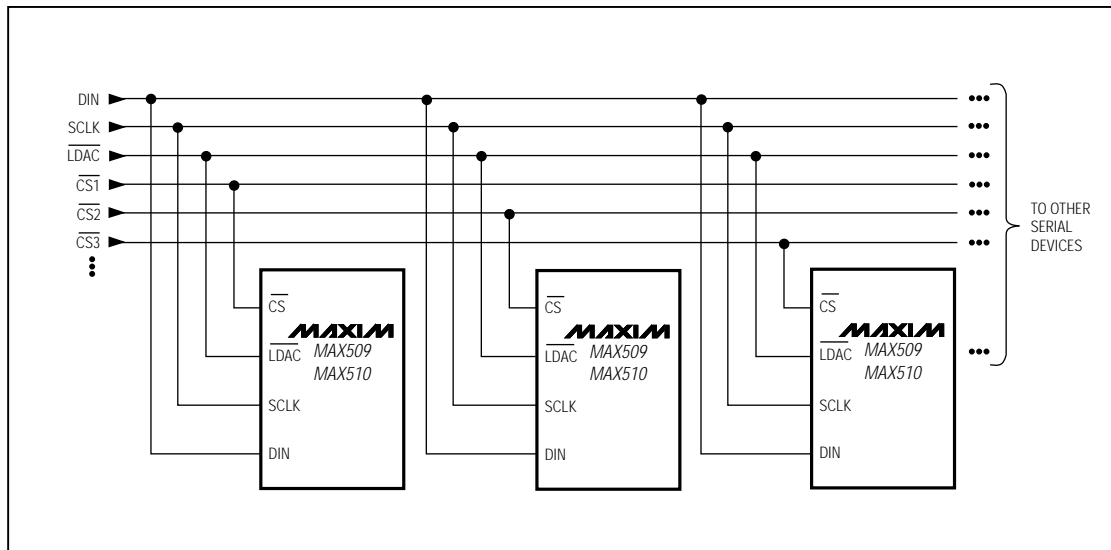 DIN
SCLK
LDAC
CS1
CS2
CS3
TO OTHER
SERIAL
DEVICES
CS
MAXIM
LDAC
MAX509
MAX510
SCLK
DIN
CS
MAXIM
LDAC
MAX509
MAX510
SCLK
DIN
CS
MAXIM
LDAC
MAX509
MAX510
SCLK
DIN